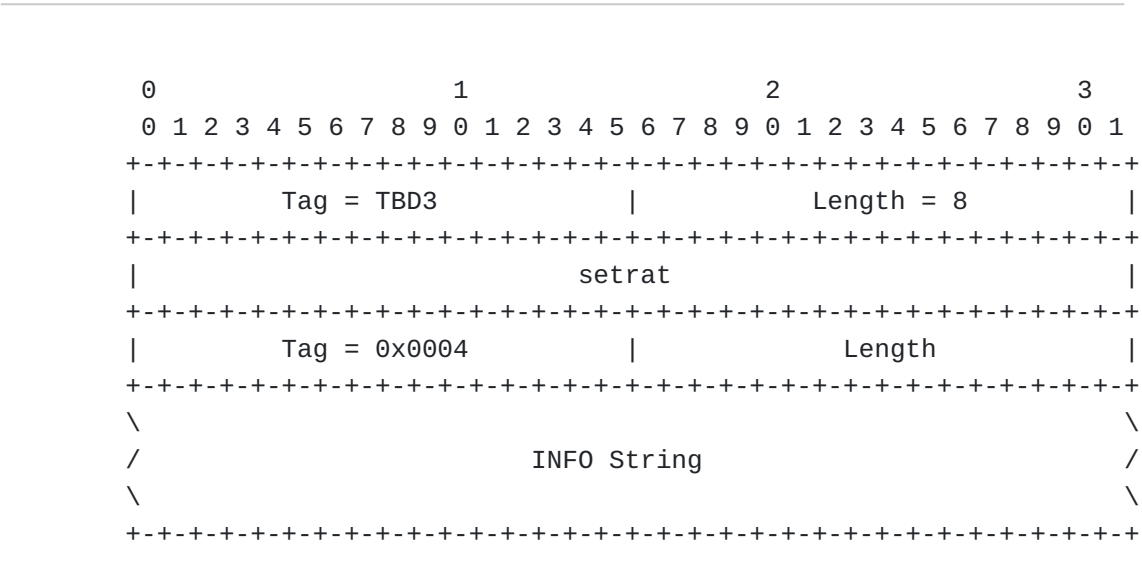 0                   1                   2                   3
 0 1 2 3 4 5 6 7 8 9 0 1 2 3 4 5 6 7 8 9 0 1 2 3 4 5 6 7 8 9 0 1
+-+-+-+-+-+-+-+-+-+-+-+-+-+-+-+-+-+-+-+-+-+-+-+-+-+-+-+-+-+-+-+-+
|         Tag = TBD3            |           Length = 8          |
+-+-+-+-+-+-+-+-+-+-+-+-+-+-+-+-+-+-+-+-+-+-+-+-+-+-+-+-+-+-+-+-+
|                            setrat                             |
+-+-+-+-+-+-+-+-+-+-+-+-+-+-+-+-+-+-+-+-+-+-+-+-+-+-+-+-+-+-+-+-+
|         Tag = 0x0004          |             Length            |
+-+-+-+-+-+-+-+-+-+-+-+-+-+-+-+-+-+-+-+-+-+-+-+-+-+-+-+-+-+-+-+-+
\                                                               \
/                         INFO String                           /
\                                                               \
+-+-+-+-+-+-+-+-+-+-+-+-+-+-+-+-+-+-+-+-+-+-+-+-+-+-+-+-+-+-+-+-+